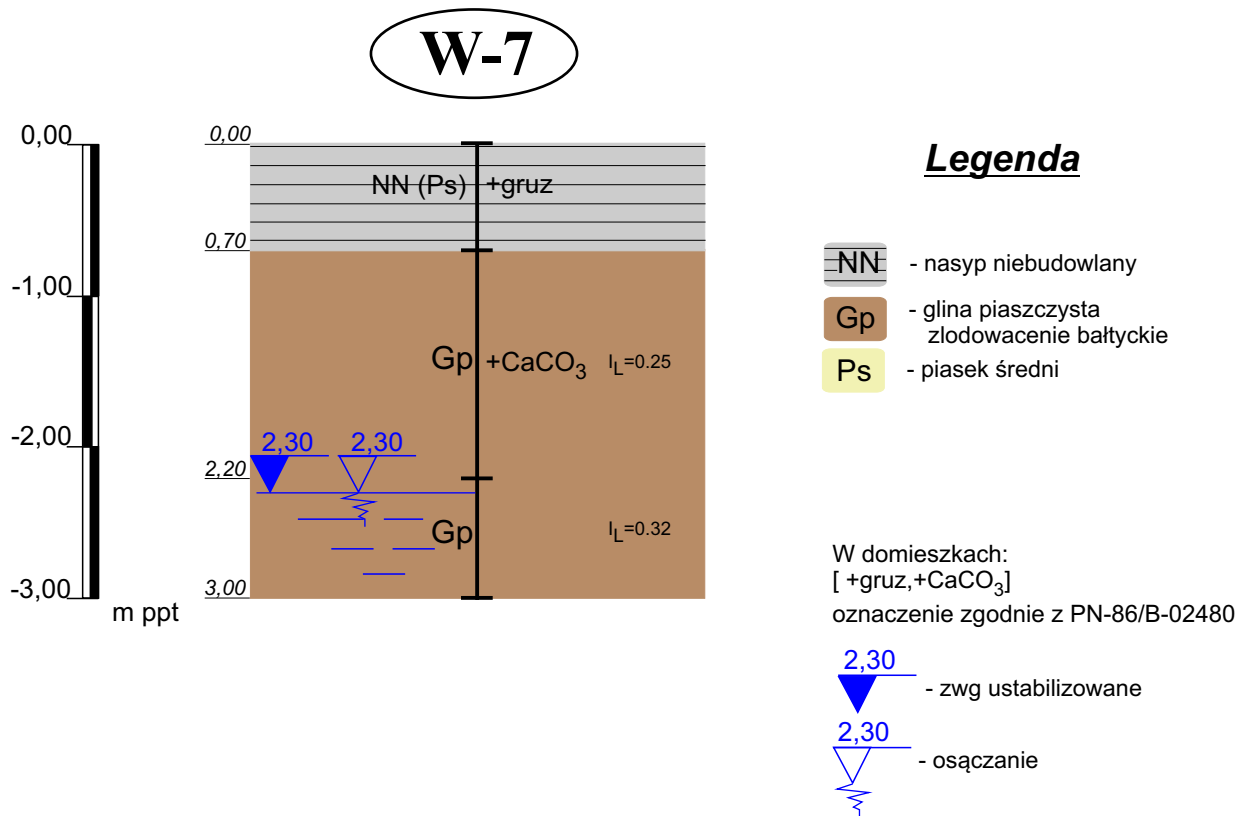 W-7
0,00
-1,00
-2,00
-3,00
m ppt
0,00
NN (Ps) +gruz
0,70
Gp +CaCO₃ I_L=0.25
2,30 2,30
2,20
Gp I_L=0.32
3,00
Legenda
NN - nasyp niebudowlany
Gp - glina piaszczysta
zlodowacenie bałtyckie
Ps - piasek średni
W domieszkach:
[ +gruz,+CaCO₃]
oznaczenie zgodnie z PN-86/B-02480
2,30
- zwg ustabilizowane
2,30
- osączanie